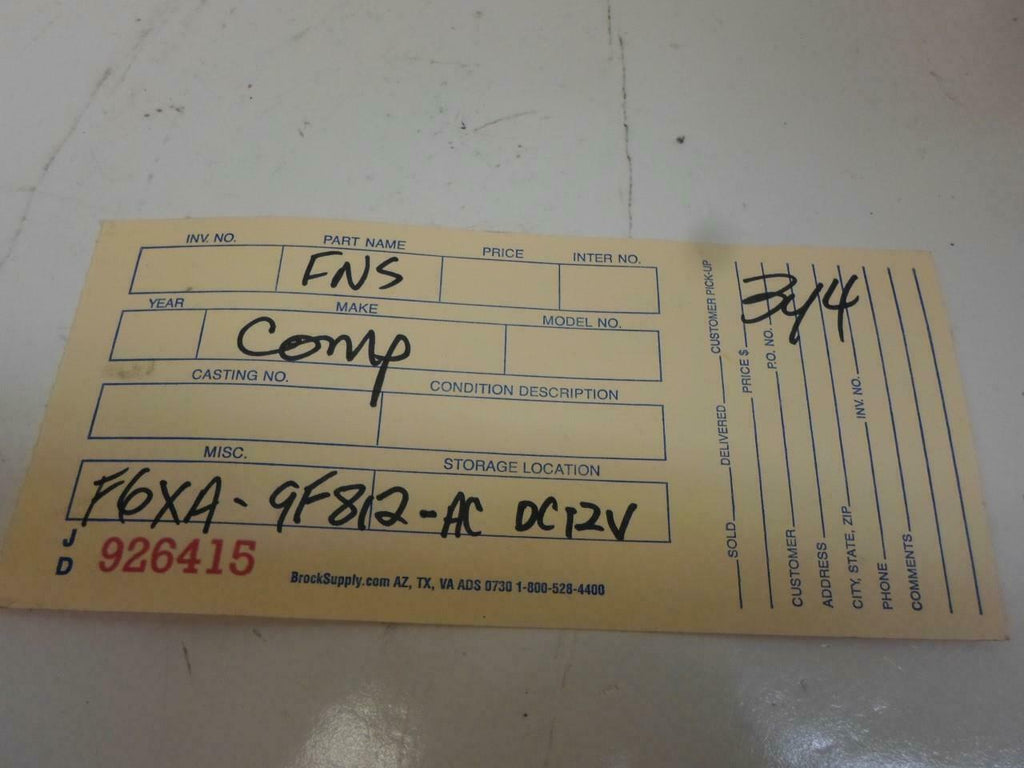 INV. NO. PART NAME PRICE INTER NO.
FNS
YEAR MAKE MODEL NO.
Comp
CASTING NO. CONDITION DESCRIPTION
MISC. STORAGE LOCATION
F6XA-9F812-AC DC12V
J
D 926415
BrockSupply.com AZ, TX, VA ADS 0730 1-800-528-4400
SOLD DELIVERED CUSTOMER PICK-UP
PRICE $
P.O. NO.
CUSTOMER
ADDRESS
CITY, STATE, ZIP INV. NO.
PHONE
COMMENTS